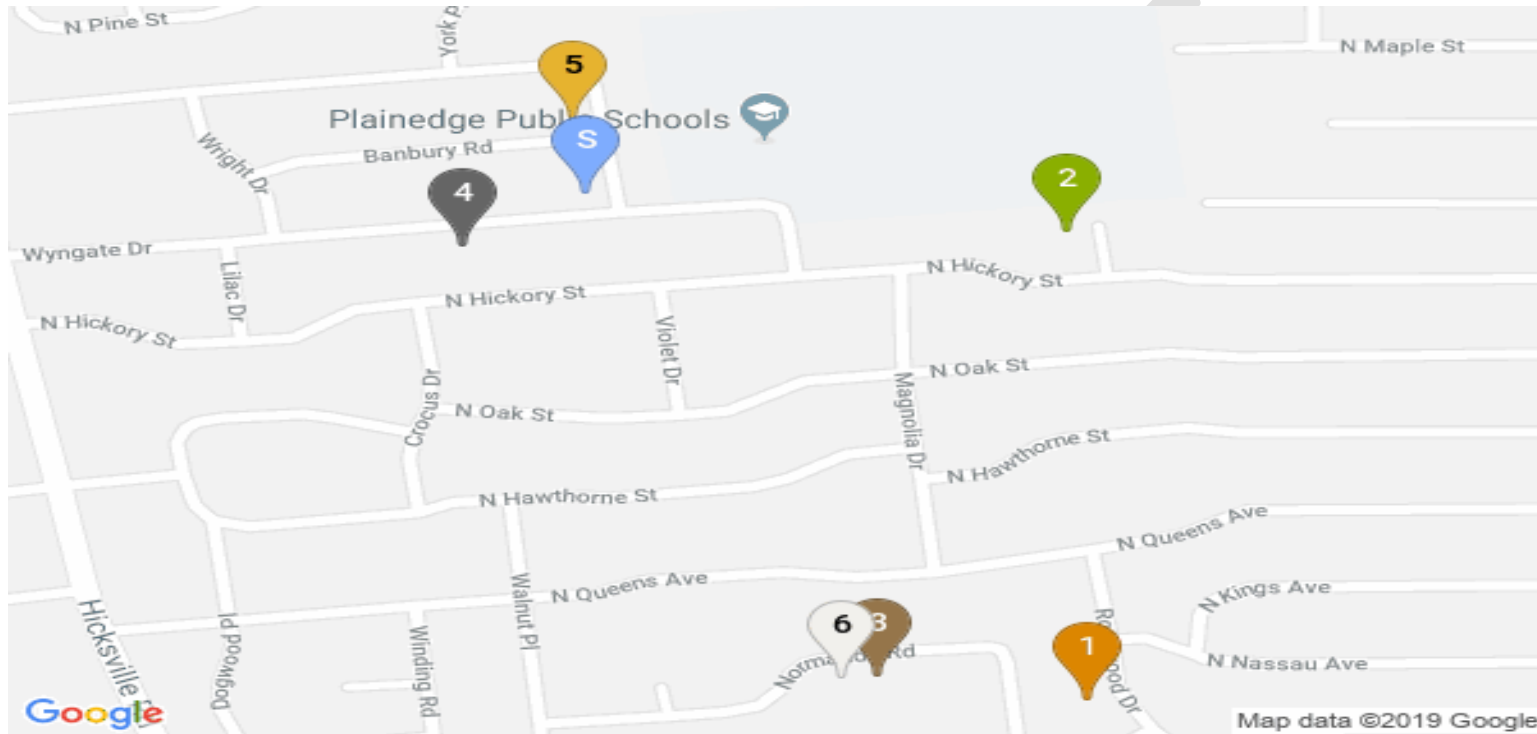 N Pine St
York
N Maple St
5
Plainedge Public Schools
S
Banbury Rd
Wright Dr
4
2
Wyngate Dr
Lilac Dr
N Hickory St
N Hickory St
N Hickory St
Violet Dr
Crocus Dr
N Oak St
N Oak St
Magnolia Dr
N Hawthorne St
N Hawthorne St
N Queens Ave
N Queens Ave
Walnut Pl
N Kings Ave
Hicksville
Dogwood Pl
Winding Rd
6
3
Rd
1
Dr
N Nassau Ave
Google
Map data ©2019 Google